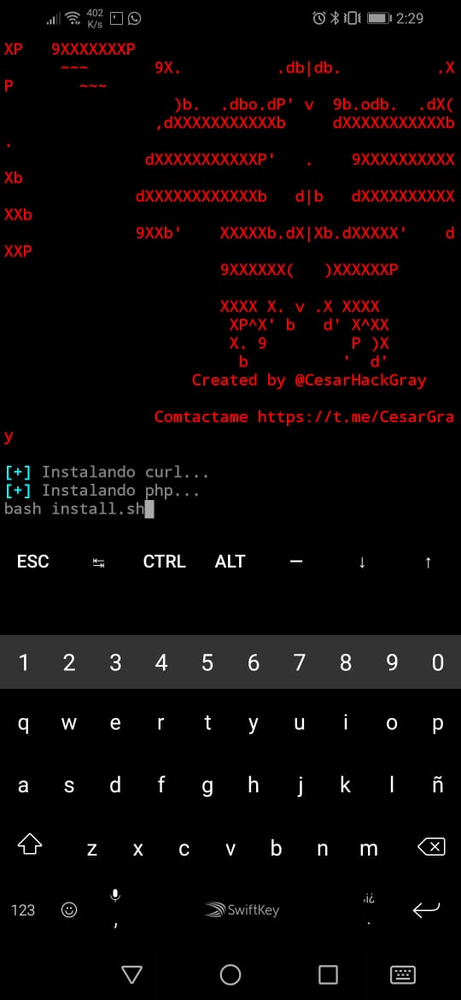 402
K/s
2:29
XP   9XXXXXXXP
      ~~~       9X.          .db|db.          .X
P       ~~~
                  )b.  .dbo.dP' v  9b.odb.  .dX(
                ,dXXXXXXXXXXXb     dXXXXXXXXXXXb
.
               dXXXXXXXXXXXP'   .    9XXXXXXXXXX
Xb
              dXXXXXXXXXXXXb   d|b   dXXXXXXXXXX
XXb
              9XXb'    XXXXXb.dX|Xb.dXXXXX'    d
XXP
                       9XXXXXX(   )XXXXXXP
                       XXXX X. v .X XXXX
                        XP^X' b   d' X^XX
                        X. 9         P )X
                         b          '  d'
                    Created by @CesarHackGray
                Comtactame https://t.me/CesarGra
y
[+] Instalando curl...
[+] Instalando php...
bash install.sh
ESC ↹ CTRL ALT — ↓ ↑
1 2 3 4 5 6 7 8 9 0
q w e r t y u i o p
a s d f g h j k l ñ
z x c v b n m
123 , SwiftKey ,i¿ .